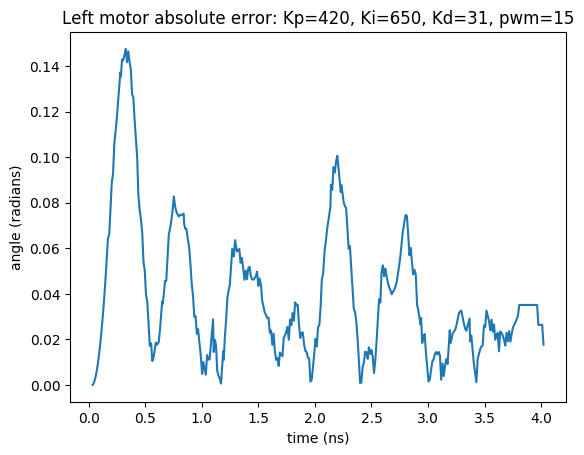 Left motor absolute error: Kp=420, Ki=650, Kd=31, pwm=15
angle (radians)
0.14
0.12
0.10
0.08
0.06
0.04
0.02
0.00
0.0 0.5 1.0 1.5 2.0 2.5 3.0 3.5 4.0
time (ns)